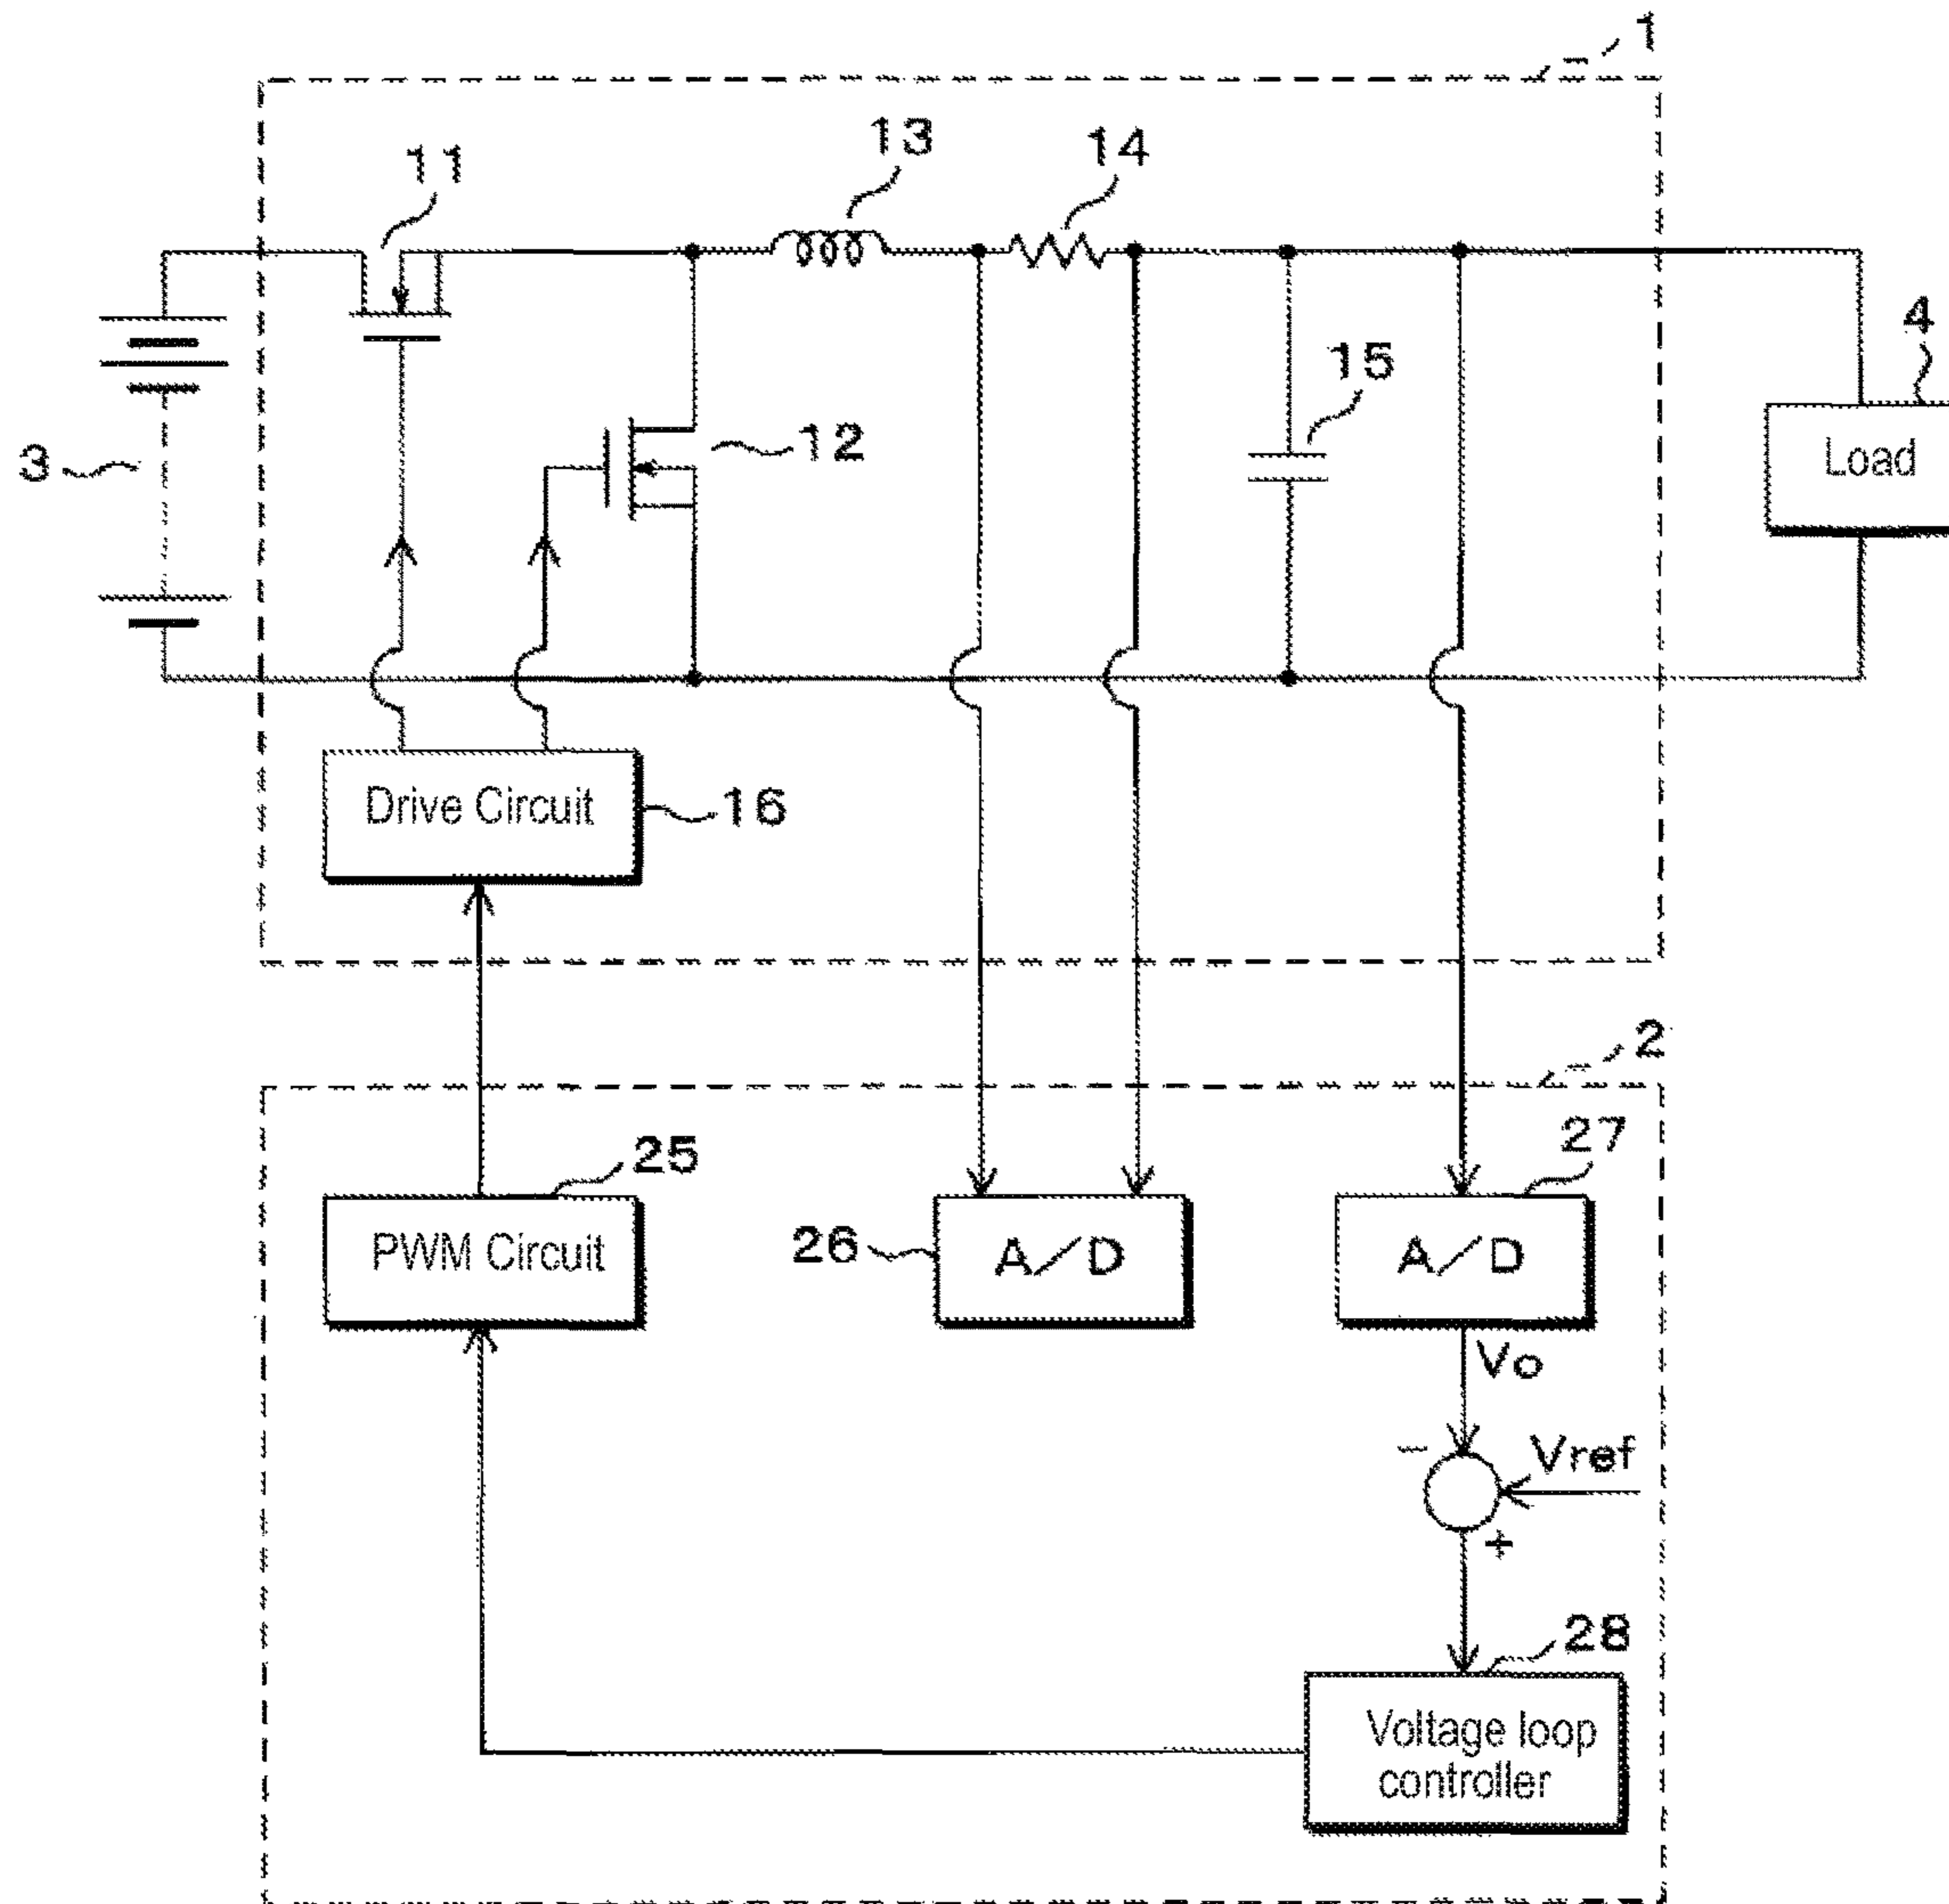 1
13
14
11
4
15
12
3
Load
Drive Circuit
16
2
25
27
PWM Circuit
26
A/D
A/D
Vo
-
Vref
+
28
Voltage loop
controller